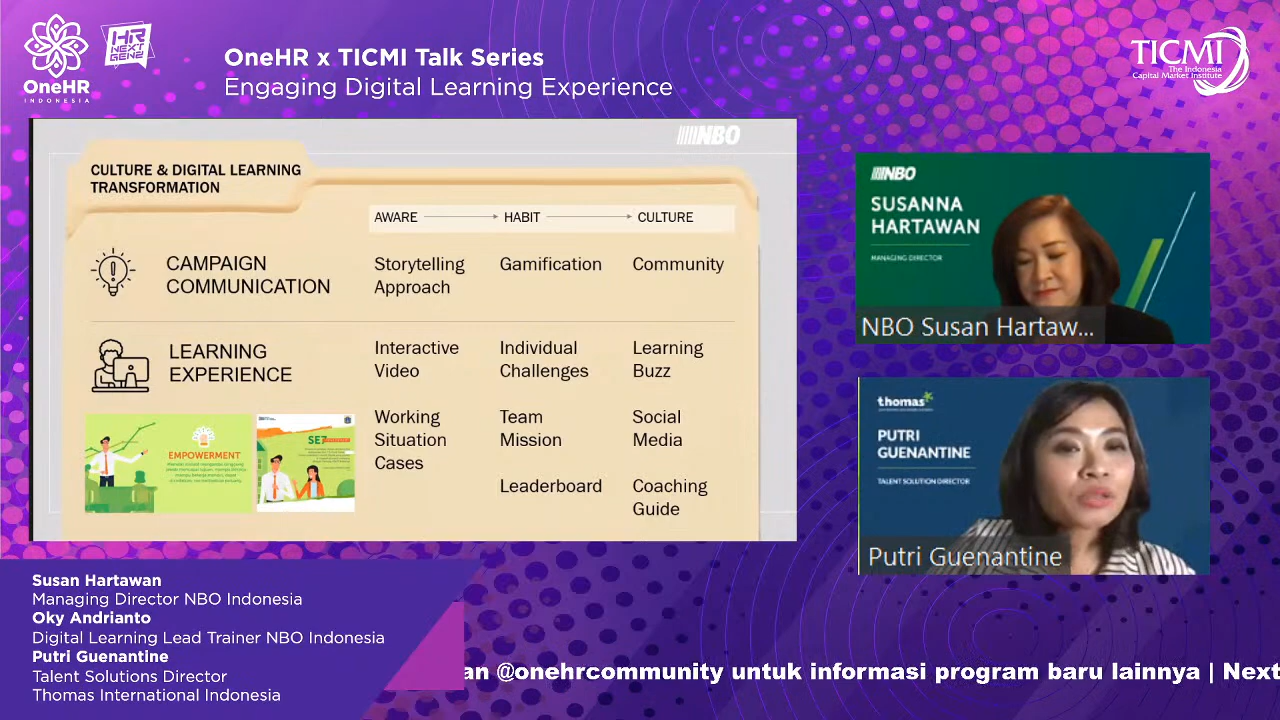 OneHR
INDONESIA
HR
NEXT
GEN
OneHR x TICMI Talk Series
Engaging Digital Learning Experience
TICMI
The Indonesia
Capital Market Institute
NBO
CULTURE & DIGITAL LEARNING
TRANSFORMATION
AWARE HABIT CULTURE
CAMPAIGN
COMMUNICATION
Storytelling
Approach
Gamification
Community
LEARNING
EXPERIENCE
Interactive
Video
Individual
Challenges
Learning
Buzz
Working
Situation
Cases
Team
Mission
Social
Media
Leaderboard
Coaching
Guide
EMPOWERMENT
NBO
SUSANNA
HARTAWAN
MANAGING DIRECTOR
NBO Susan Hartaw...
thomas
PUTRI
GUENANTINE
TALENT SOLUTION DIRECTOR
Putri Guenantine
Susan Hartawan
Managing Director NBO Indonesia
Oky Andrianto
Digital Learning Lead Trainer NBO Indonesia
Putri Guenantine
Talent Solutions Director
Thomas International Indonesia
an @onehrcommunity untuk informasi program baru lainnya | Next